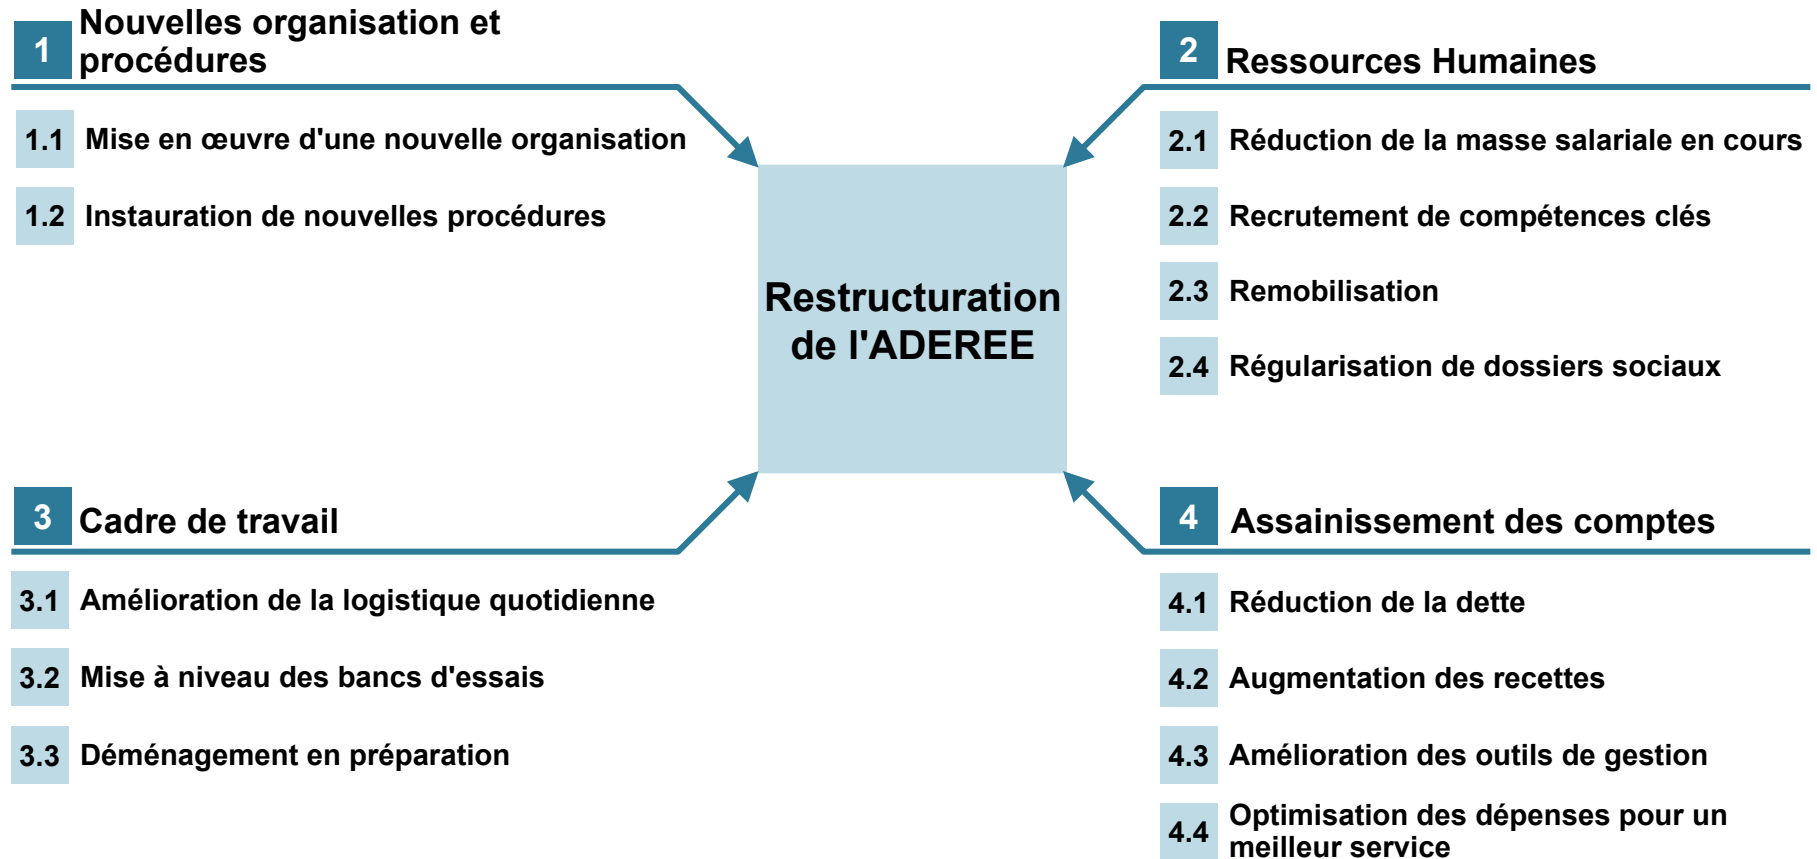 1
Nouvelles organisation et
procédures
1.1 Mise en œuvre d'une nouvelle organisation
1.2 Instauration de nouvelles procédures
2 Ressources Humaines
2.1 Réduction de la masse salariale en cours
2.2 Recrutement de compétences clés
2.3 Remobilisation
2.4 Régularisation de dossiers sociaux
Restructuration
de l'ADEREE
3 Cadre de travail
3.1 Amélioration de la logistique quotidienne
3.2 Mise à niveau des bancs d'essais
3.3 Déménagement en préparation
4 Assainissement des comptes
4.1 Réduction de la dette
4.2 Augmentation des recettes
4.3 Amélioration des outils de gestion
4.4 Optimisation des dépenses pour un
meilleur service